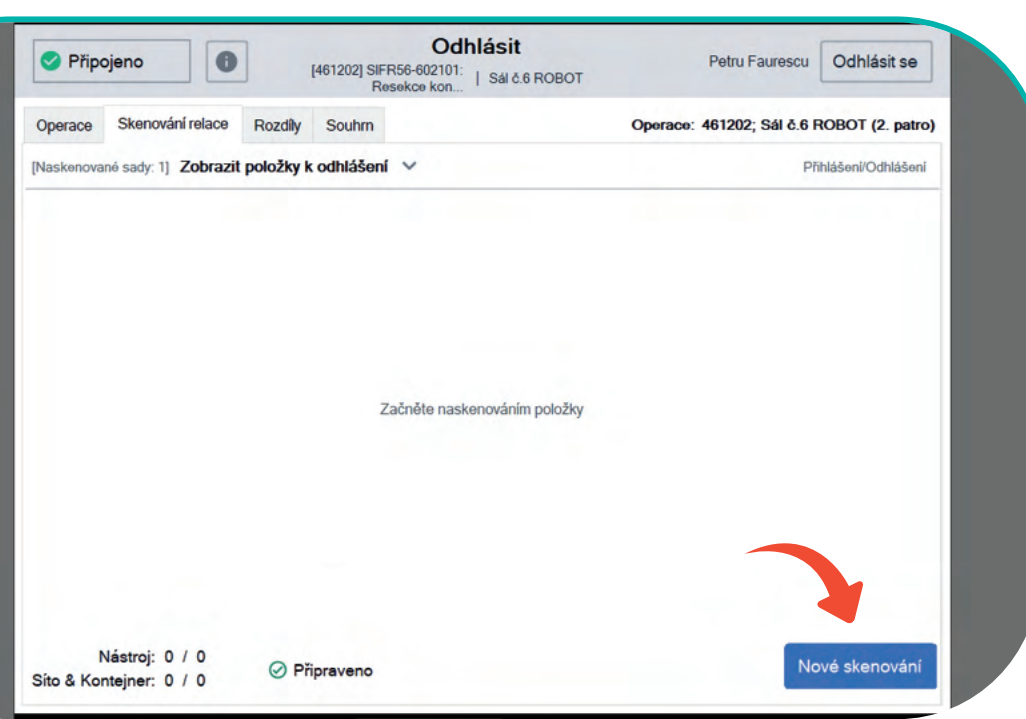 Připojeno
Odhlásit
[461202] SIFR56-602101:
Resekce kon...
| Sál č.6 ROBOT
Petru Faurescu
Odhlásit se
Operace Skenování relace Rozdíly Souhrn
Operace: 461202; Sál č.6 ROBOT (2. patro)
[Naskenované sady: 1] Zobrazit položky k odhlášení
Přihlášení/Odhlášení
Začněte naskenováním položky
Nástroj: 0 / 0
Síto & Kontejner: 0 / 0
Připraveno
Nové skenování